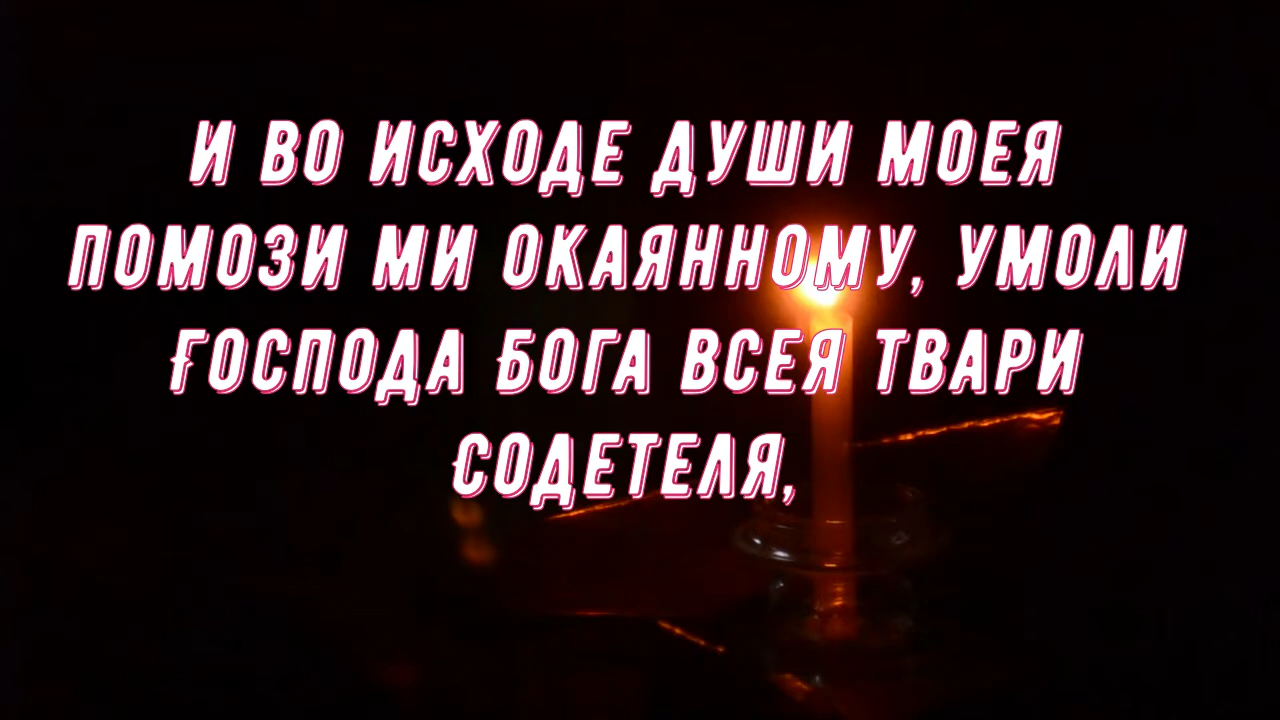 И ВО ИСХОДЕ ДУШИ МОЕЯ
ПОМОЗИ МИ ОКАЯННОМУ, УМОЛИ
ГОСПОДА БОГА ВСЕЯ ТВАРИ
СОДЕТЕЛЯ,